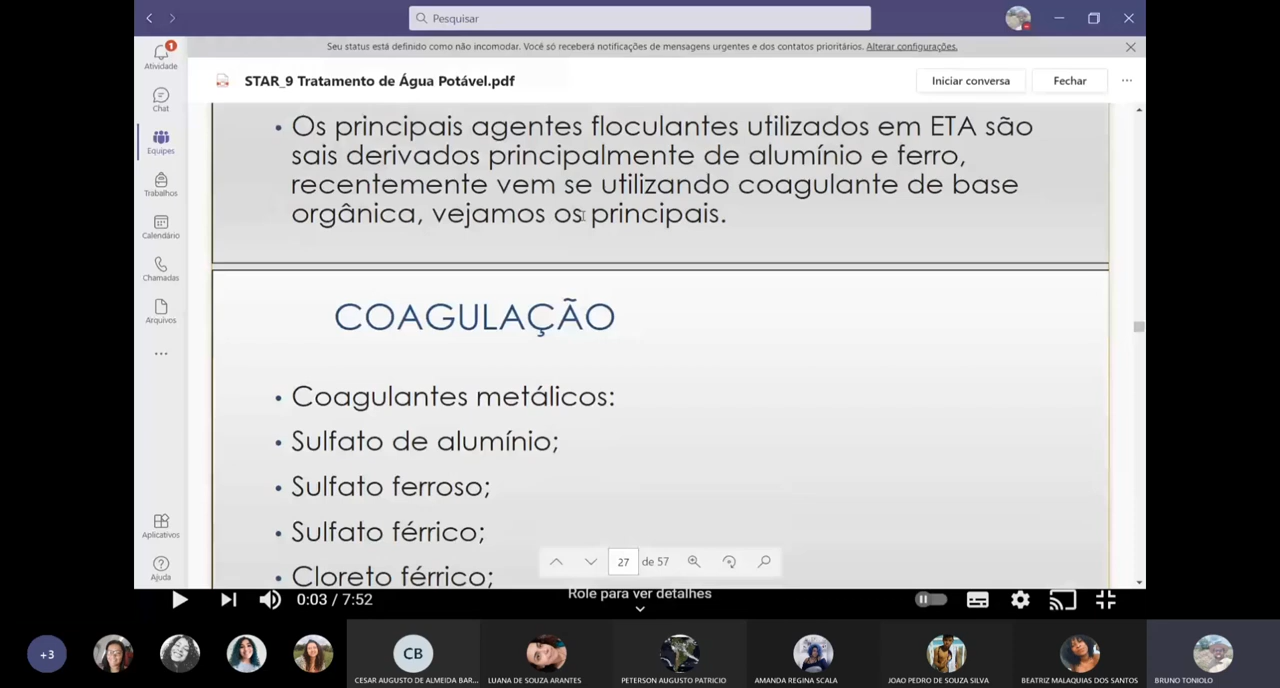 Pesquisar
Seu status está definido como não incomodar. Você só receberá notificações de mensagens urgentes e dos contatos prioritários. Alterar configurações.
1
Atividade
Chat
Equipes
Trabalhos
Calendário
Chamadas
Arquivos
Aplicativos
Ajuda
STAR_9 Tratamento de Água Potável.pdf
Iniciar conversa
Fechar
• Os principais agentes floculantes utilizados em ETA são
sais derivados principalmente de alumínio e ferro,
recentemente vem se utilizando coagulante de base
orgânica, vejamos os principais.
COAGULAÇÃO
• Coagulantes metálicos:
• Sulfato de alumínio;
• Sulfato ferroso;
• Sulfato férrico;
• Cloreto férrico;
27 de 57
0:03 / 7:52
Role para ver detalhes
+3
CB
CESAR AUGUSTO DE ALMEIDA BAR...
LUANA DE SOUZA ARANTES
PETERSON AUGUSTO PATRICIO
AMANDA REGINA SCALA
JOAO PEDRO DE SOUZA SILVA
BEATRIZ MALAQUIAS DOS SANTOS
BRUNO TONIOLO